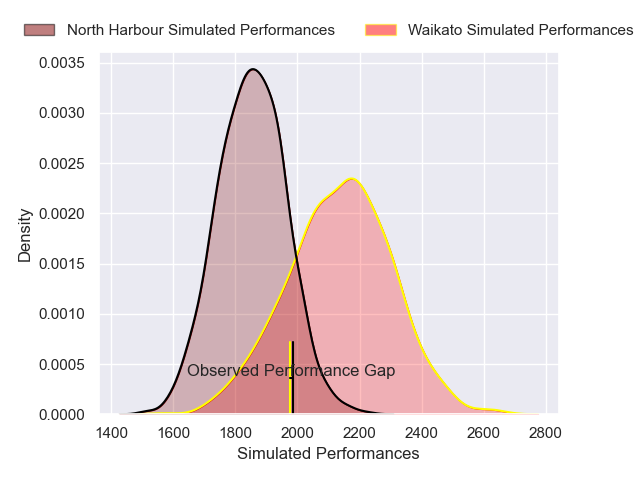 North Harbour Simulated Performances
Waikato Simulated Performances
0.0035
0.0030
0.0025
0.0020
0.0015
0.0010
0.0005
0.0000
Density
Observed Performance Gap
1400 1600 1800 2000 2200 2400 2600 2800
Simulated Performances